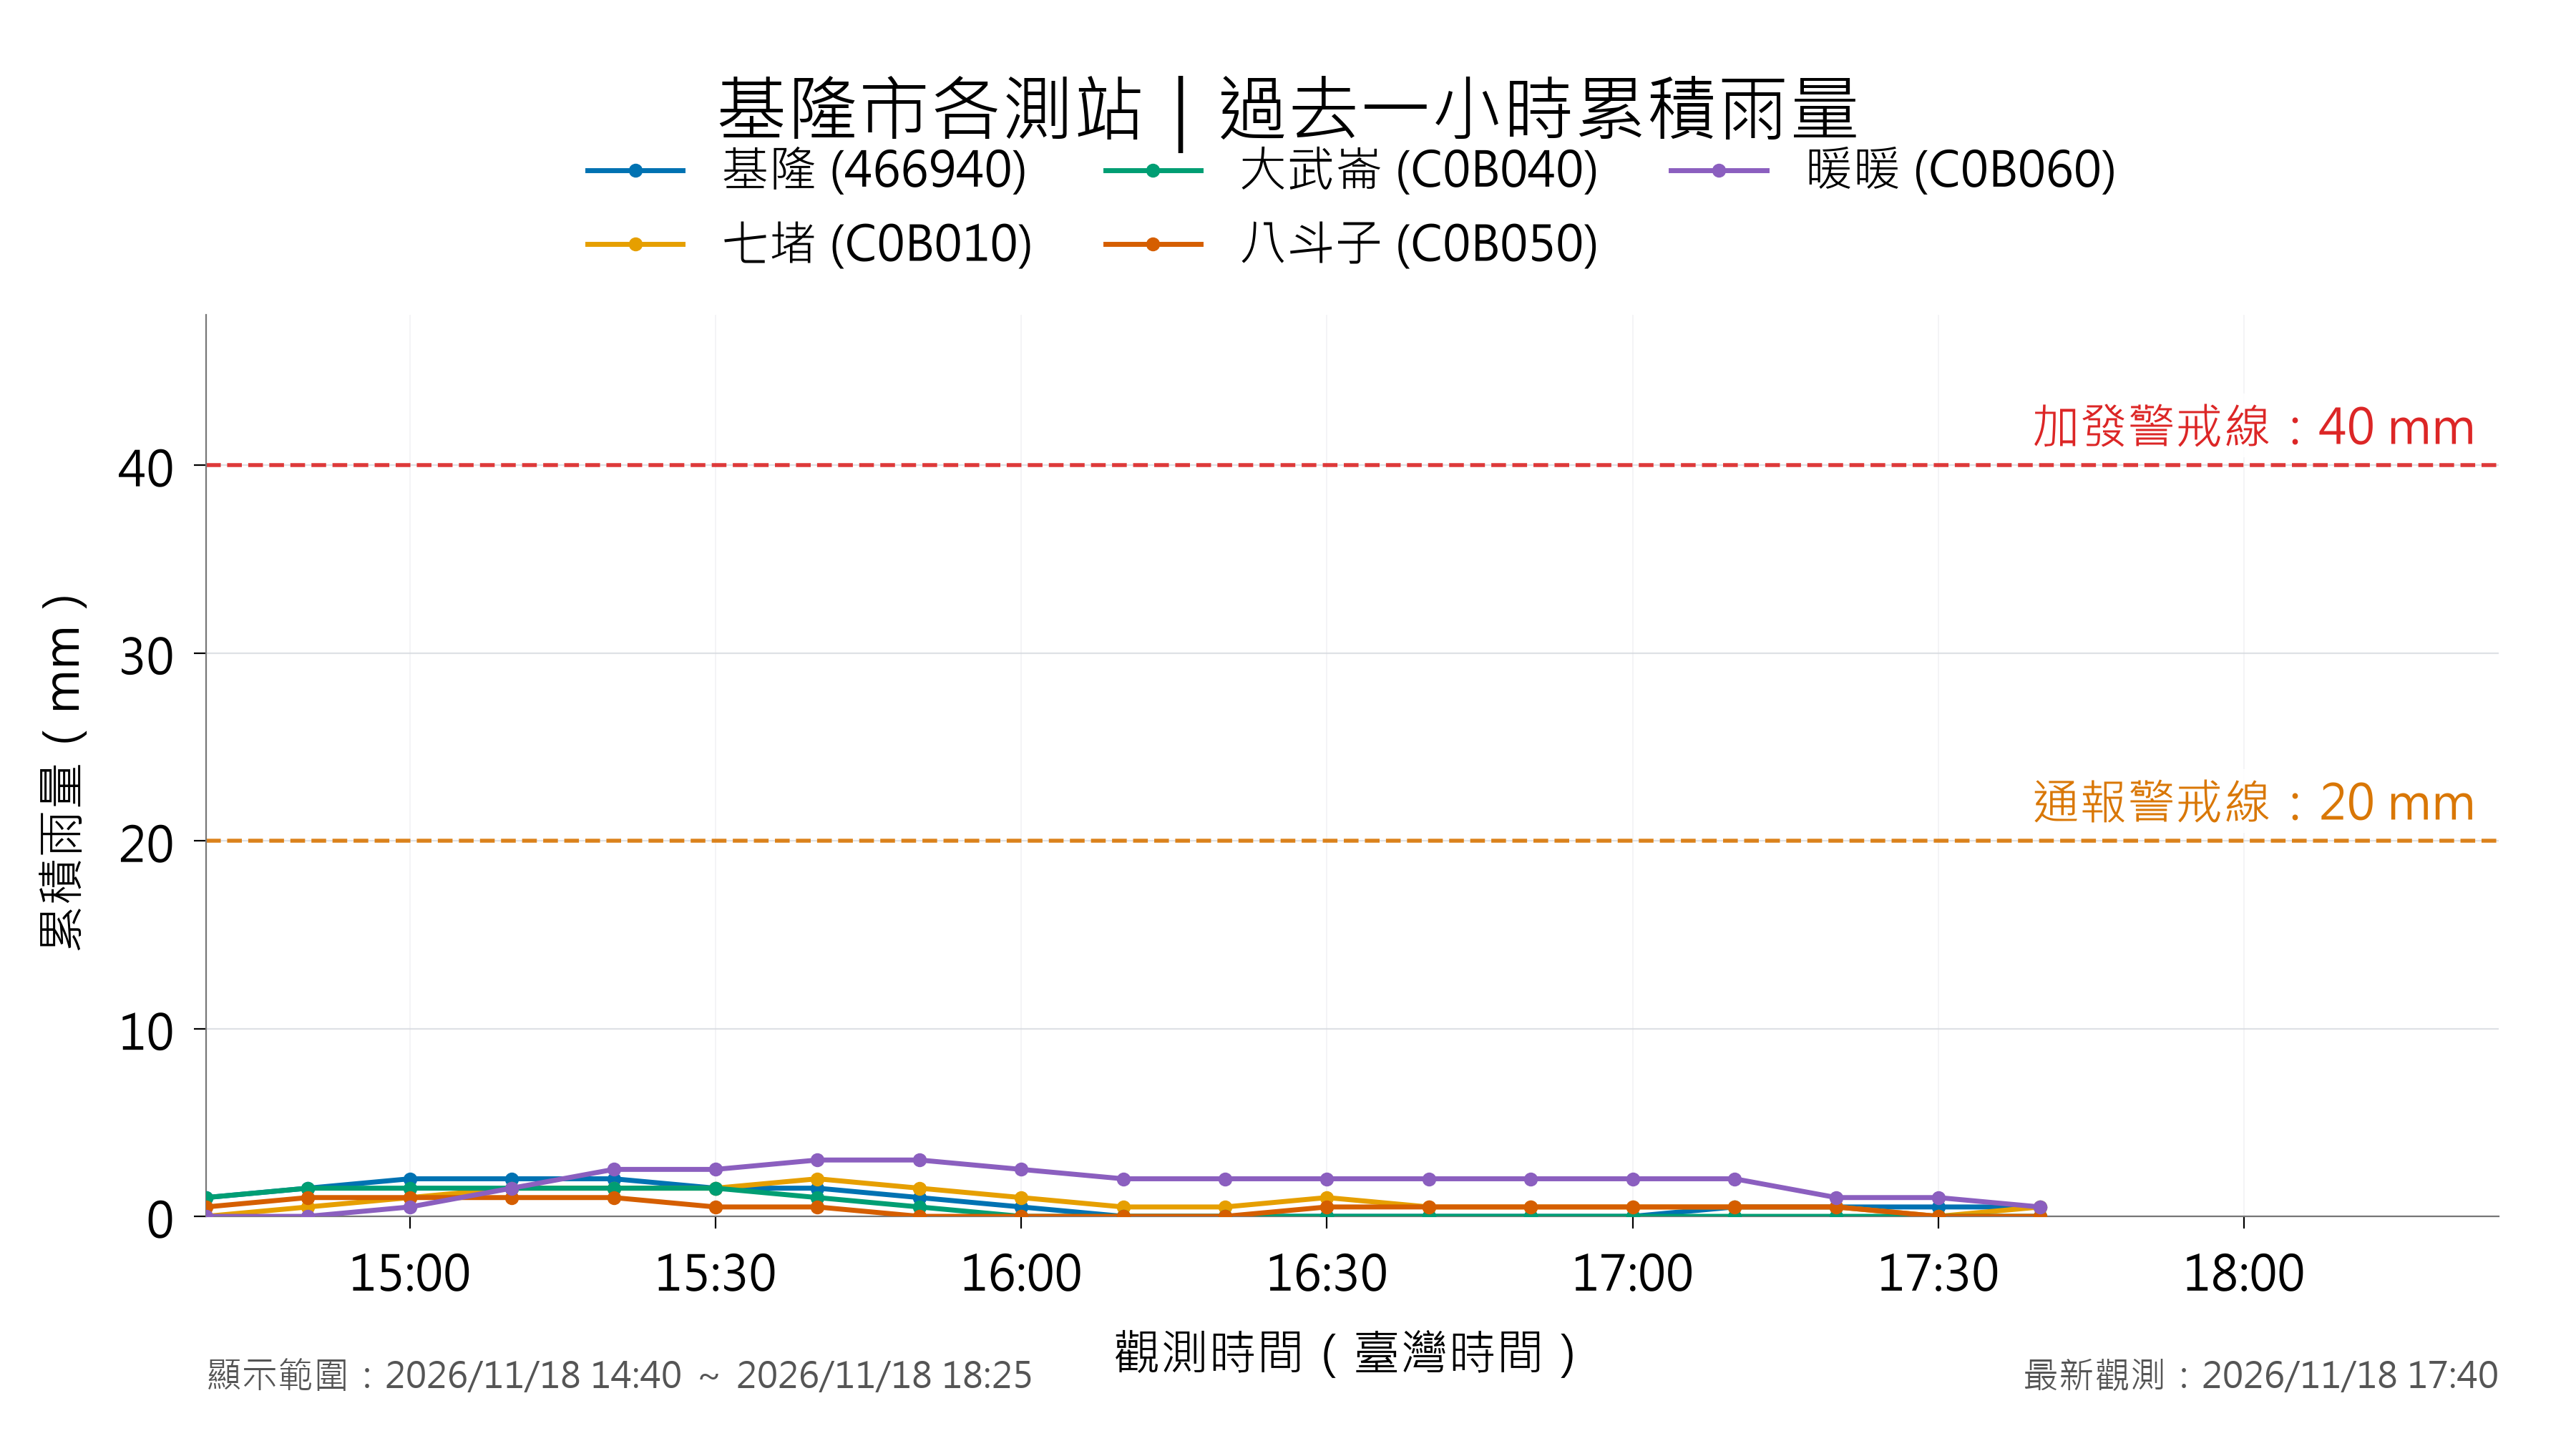 基隆市各測站｜過去一小時累積雨量
基隆 (466940)
大武崙 (C0B040)
暖暖 (C0B060)
七堵 (C0B010)
八斗子 (C0B050)
累積雨量（mm）
加發警戒線：40 mm
40
30
通報警戒線：20 mm
20
10
0
15:00 15:30 16:00 16:30 17:00 17:30 18:00
觀測時間（臺灣時間）
顯示範圍：2026/11/18 14:40 ~ 2026/11/18 18:25
最新觀測：2026/11/18 17:40